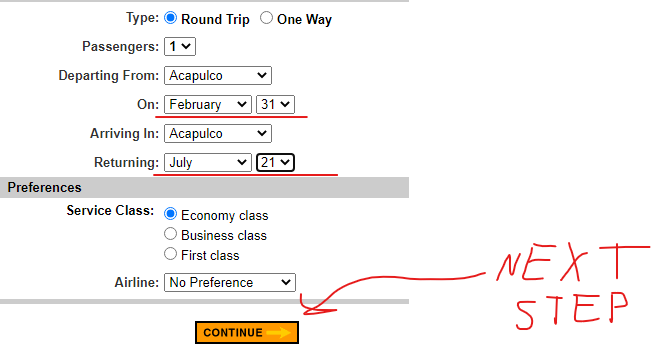 Type: Round Trip One Way
Passengers: 1
Departing From: Acapulco
On: February 31
Arriving In: Acapulco
Returning: July 21
Preferences
Service Class: Economy class
Business class
First class
Airline: No Preference
NEXT
STEP
CONTINUE